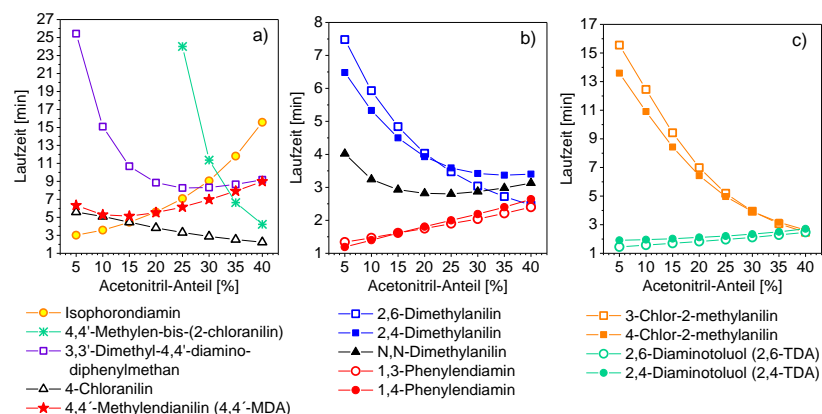 a)
Laufzeit [min]
27
25
23
21
19
17
15
13
11
9
7
5
3
1
5 10 15 20 25 30 35 40
Acetonitril-Anteil [%]
Isophorondiamin
4,4'-Methylen-bis-(2-chloranilin)
3,3'-Dimethyl-4,4'-diamino-
diphenylmethan
4-Chloranilin
4,4´-Methylendianilin (4,4´-MDA)
b)
Laufzeit [min]
8
7
6
5
4
3
2
1
5 10 15 20 25 30 35 40
Acetonitril-Anteil [%]
2,6-Dimethylanilin
2,4-Dimethylanilin
N,N-Dimethylanilin
1,3-Phenylendiamin
1,4-Phenylendiamin
c)
Laufzeit [min]
17
15
13
11
9
7
5
3
1
5 10 15 20 25 30 35 40
Acetonitril-Anteil [%]
3-Chlor-2-methylanilin
4-Chlor-2-methylanilin
2,6-Diaminotoluol (2,6-TDA)
2,4-Diaminotoluol (2,4-TDA)